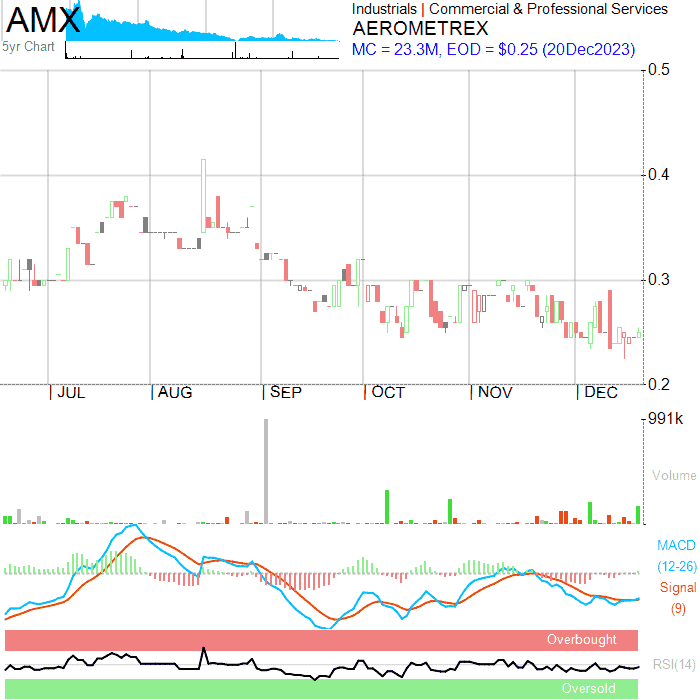 AMX
5yr Chart
Industrials | Commercial & Professional Services
AEROMETREX
MC = 23.3M, EOD = $0.25 (20Dec2023)
0.5
0.4
0.3
0.2
JUL AUG SEP OCT NOV DEC
991k
Volume
MACD
(12-26)
Signal
(9)
Overbought
RSI(14)
Oversold